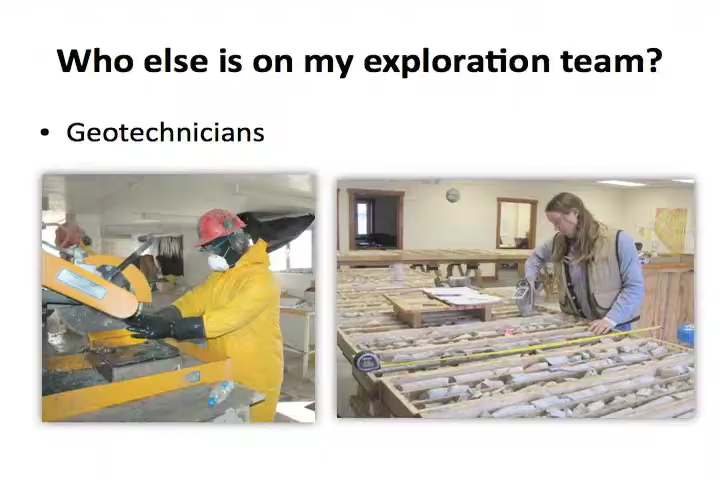 Who else is on my exploration team?
• Geotechnicians